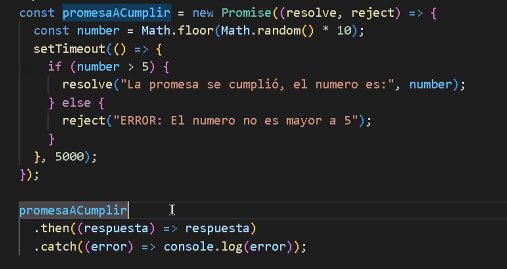 const promesaACumplir = new Promise((resolve, reject) => {
  const number = Math.floor(Math.random() * 10);
  setTimeout(() => {
    if (number > 5) {
      resolve("La promesa se cumplió, el numero es:", number);
    } else {
      reject("ERROR: El numero no es mayor a 5");
    }
  }, 5000);
});

promesaACumplir
  .then((respuesta) => respuesta)
  .catch((error) => console.log(error));